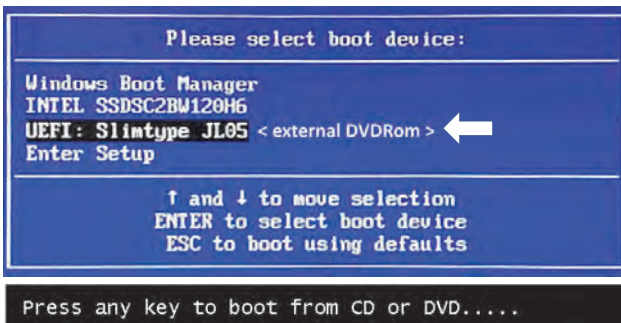 Please select boot device:
Windows Boot Manager
INTEL SSDSC2BW120H6
UEFI: Slimtype JL05 < external DVDRom >
Enter Setup
↑ and ↓ to move selection
ENTER to select boot device
ESC to boot using defaults
Press any key to boot from CD or DVD.....